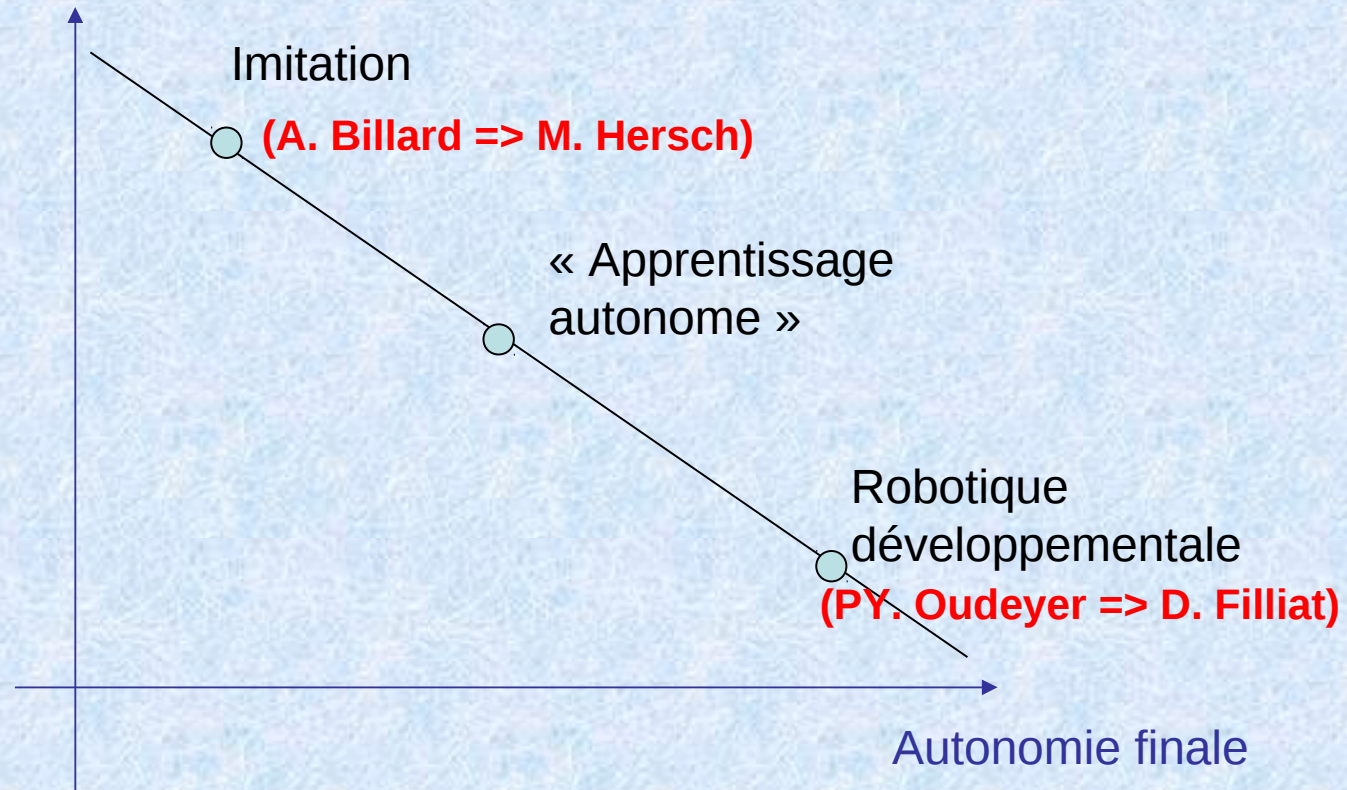 Imitation
(A. Billard => M. Hersch)
« Apprentissage
autonome »
Robotique
développementale
(PY. Oudeyer => D. Filliat)
Autonomie finale